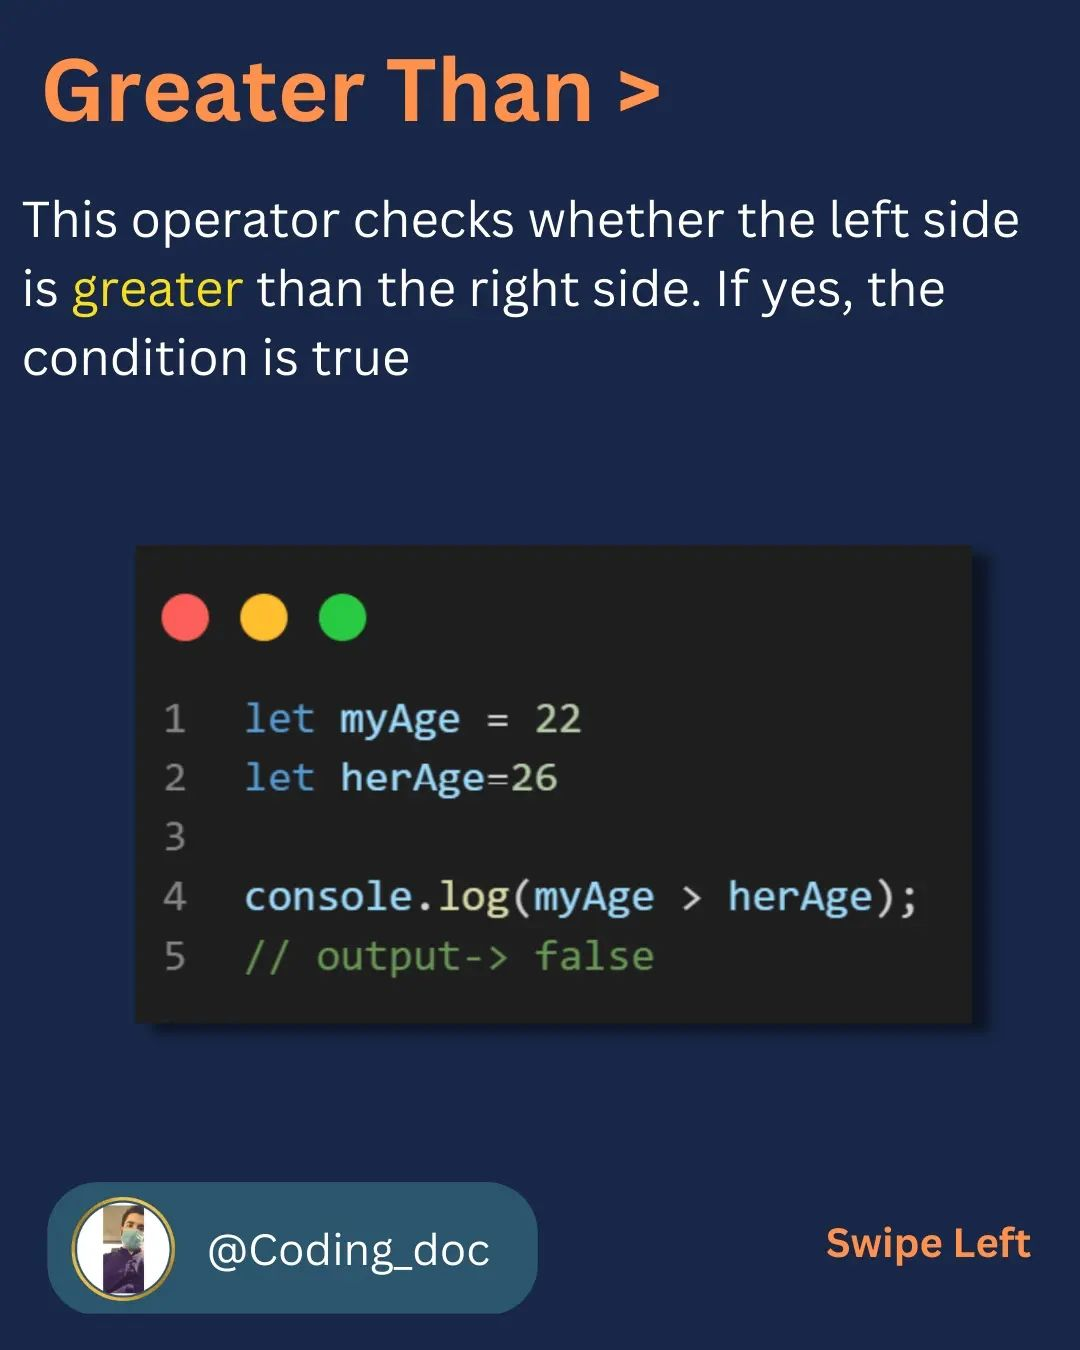 Greater Than >
This operator checks whether the left side
is greater than the right side. If yes, the
condition is true
1 let myAge = 22
2 let herAge=26
3
4 console.log(myAge > herAge);
5 // output-> false
@Coding_doc
Swipe Left